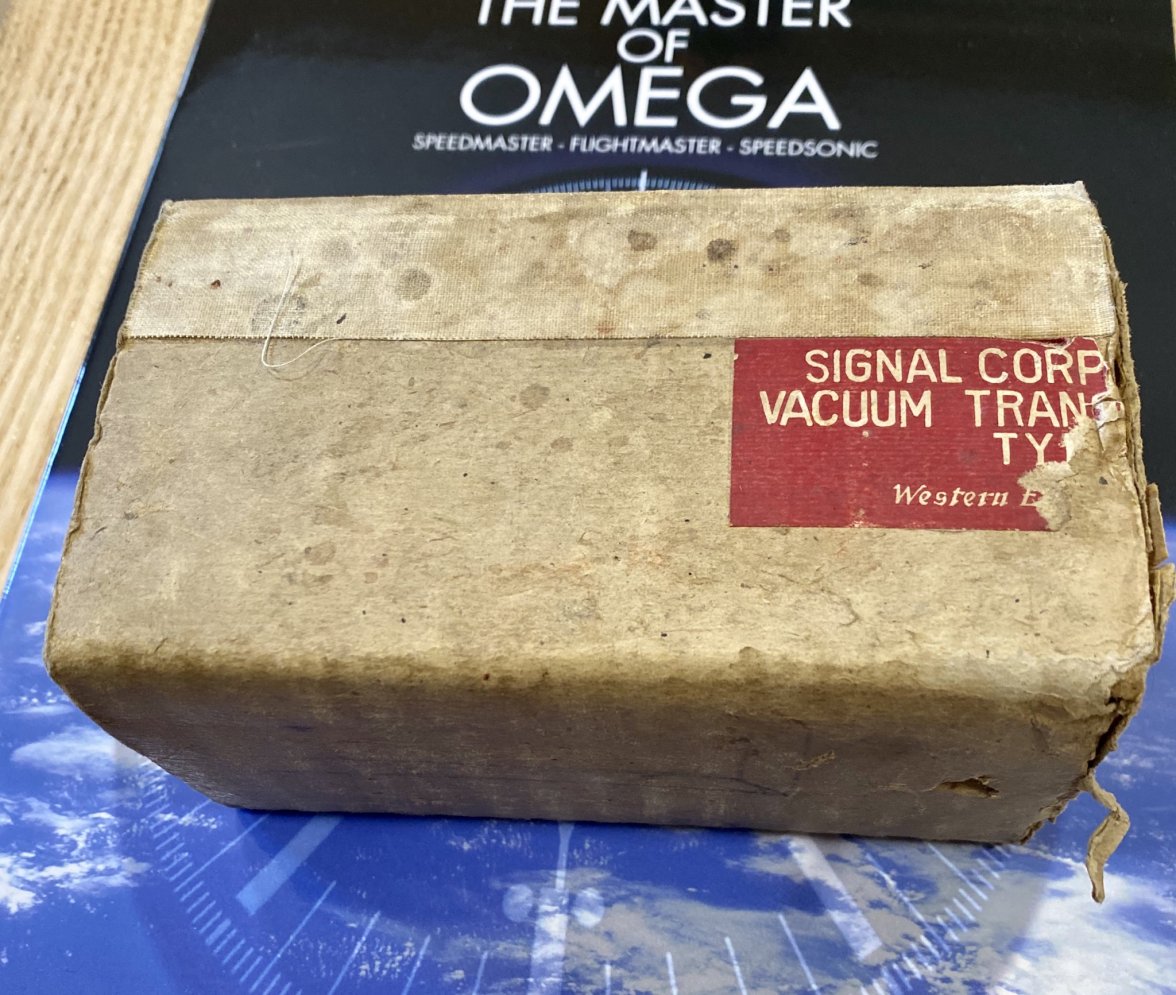 THE MASTER
OF
OMEGA
SPEEDMASTER - FLIGHTMASTER - SPEEDSONIC
SIGNAL CORP
VACUUM TRAN
TY
Western E